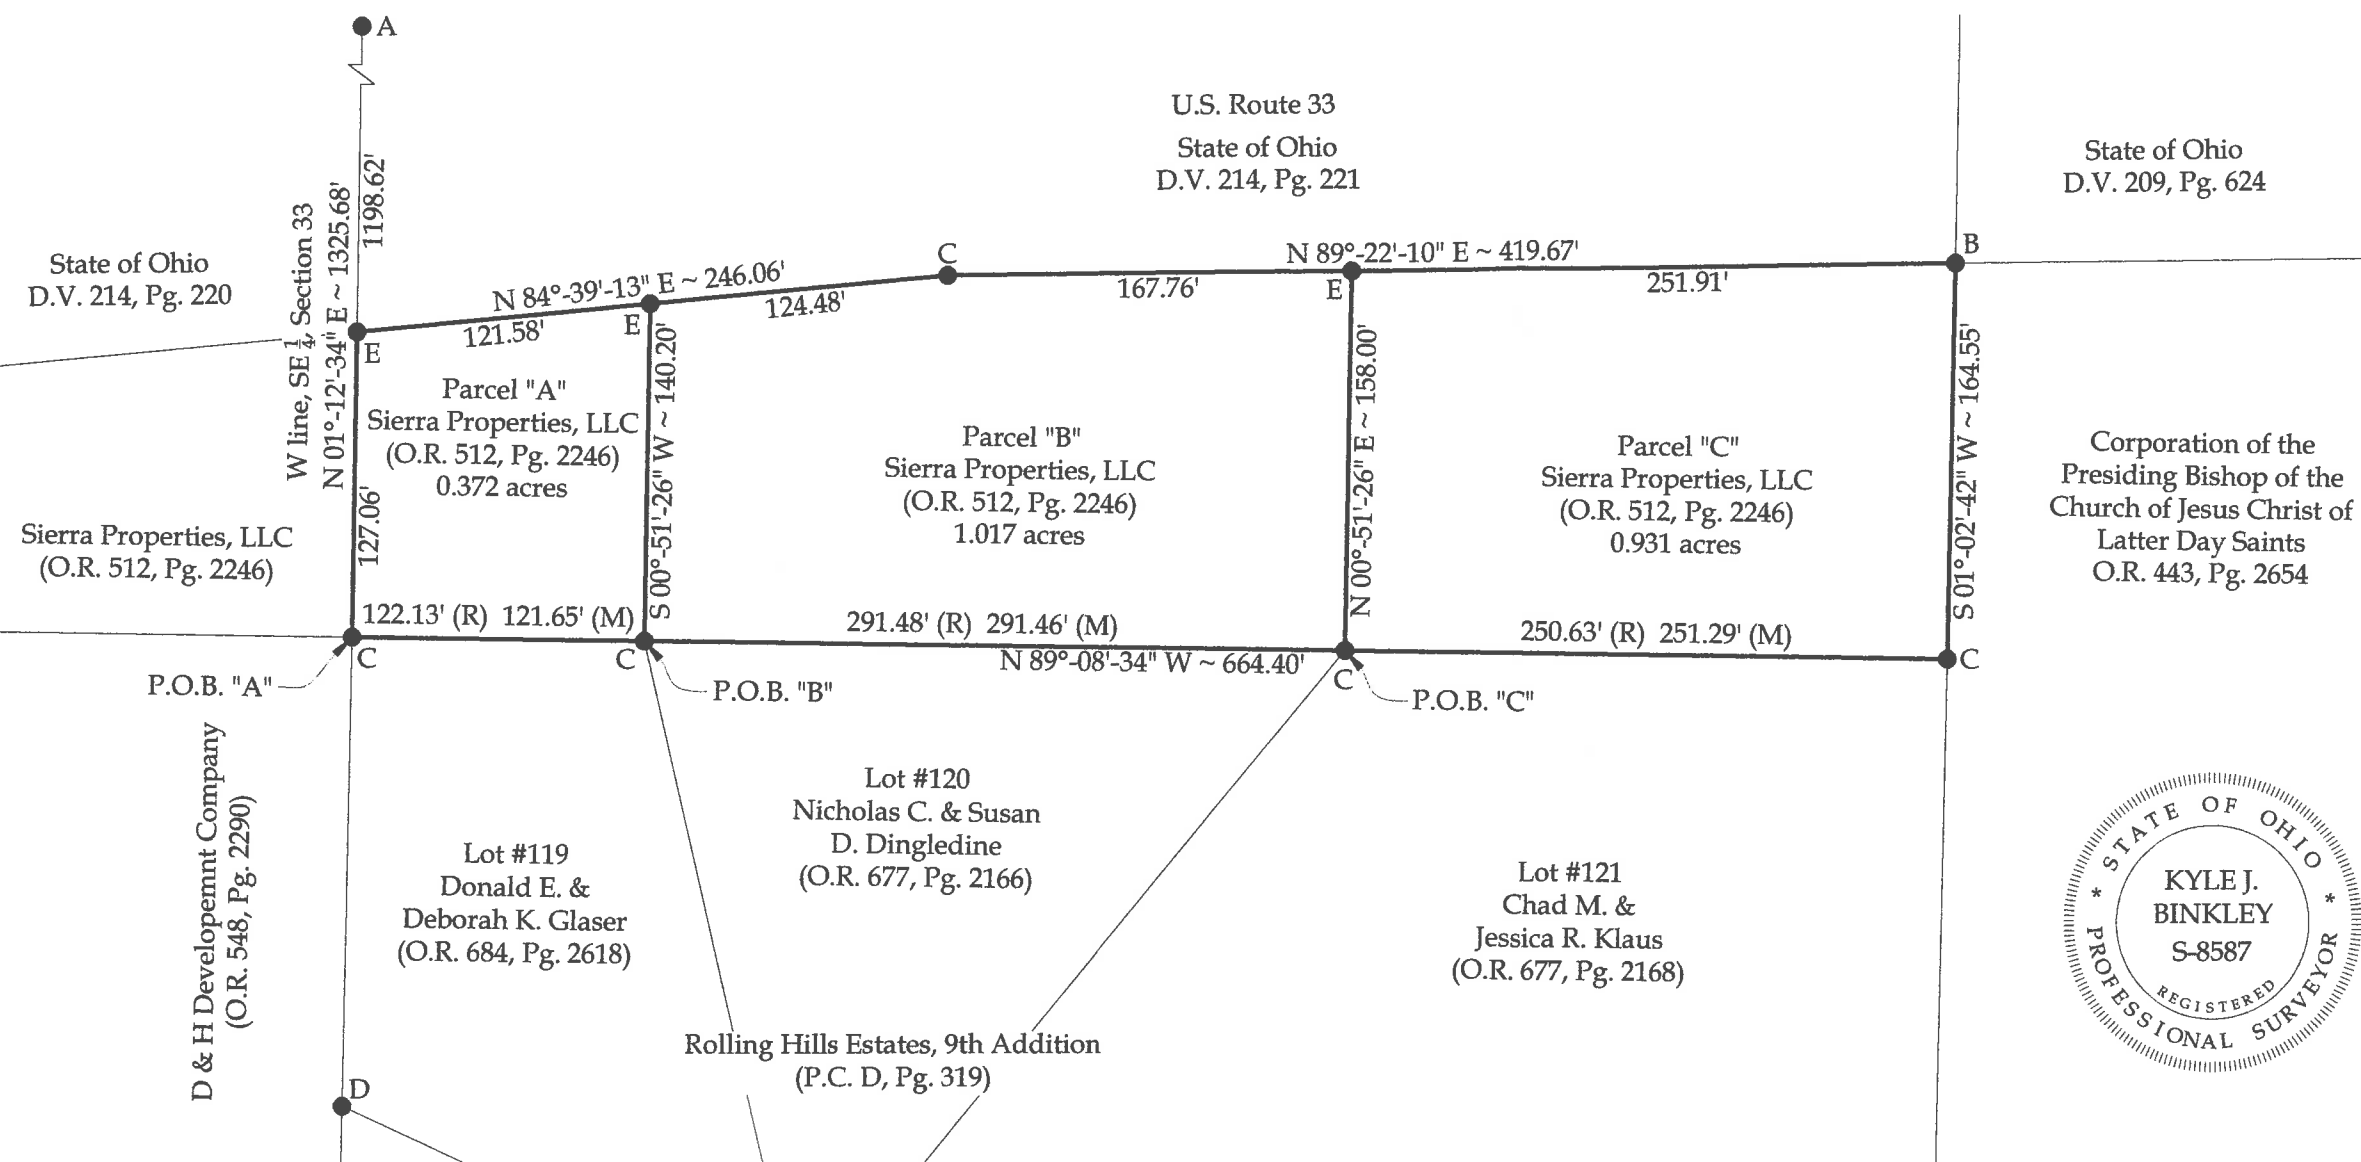 A
U.S. Route 33
State of Ohio
D.V. 214, Pg. 221
State of Ohio
D.V. 209, Pg. 624
State of Ohio
D.V. 214, Pg. 220
W line, SE 1/4, Section 33
N 01°-12'-34" E ~ 1325.68'
1198.62'
127.06'
N 84°-39'-13" E ~ 246.06'
121.58'
124.48'
C
N 89°-22'-10" E ~ 419.67'
167.76'
251.91'
B
E
E
E
Parcel "A"
Sierra Properties, LLC
(O.R. 512, Pg. 2246)
0.372 acres
S 00°-51'-26" W ~ 140.20'
Parcel "B"
Sierra Properties, LLC
(O.R. 512, Pg. 2246)
1.017 acres
N 00°-51'-26" E ~ 158.00'
Parcel "C"
Sierra Properties, LLC
(O.R. 512, Pg. 2246)
0.931 acres
S 01°-02'-42" W ~ 164.55'
Corporation of the
Presiding Bishop of the
Church of Jesus Christ of
Latter Day Saints
O.R. 443, Pg. 2654
Sierra Properties, LLC
(O.R. 512, Pg. 2246)
122.13' (R) 121.65' (M)
291.48' (R) 291.46' (M)
250.63' (R) 251.29' (M)
N 89°-08'-34" W ~ 664.40'
C
C
C
C
P.O.B. "A"
P.O.B. "B"
P.O.B. "C"
D & H Developemnt Company
(O.R. 548, Pg. 2290)
Lot #119
Donald E. &
Deborah K. Glaser
(O.R. 684, Pg. 2618)
Lot #120
Nicholas C. & Susan
D. Dingledine
(O.R. 677, Pg. 2166)
Lot #121
Chad M. &
Jessica R. Klaus
(O.R. 677, Pg. 2168)
Rolling Hills Estates, 9th Addition
(P.C. D, Pg. 319)
D
* STATE OF OHIO *
KYLE J.
BINKLEY
S-8587
REGISTERED
PROFESSIONAL SURVEYOR